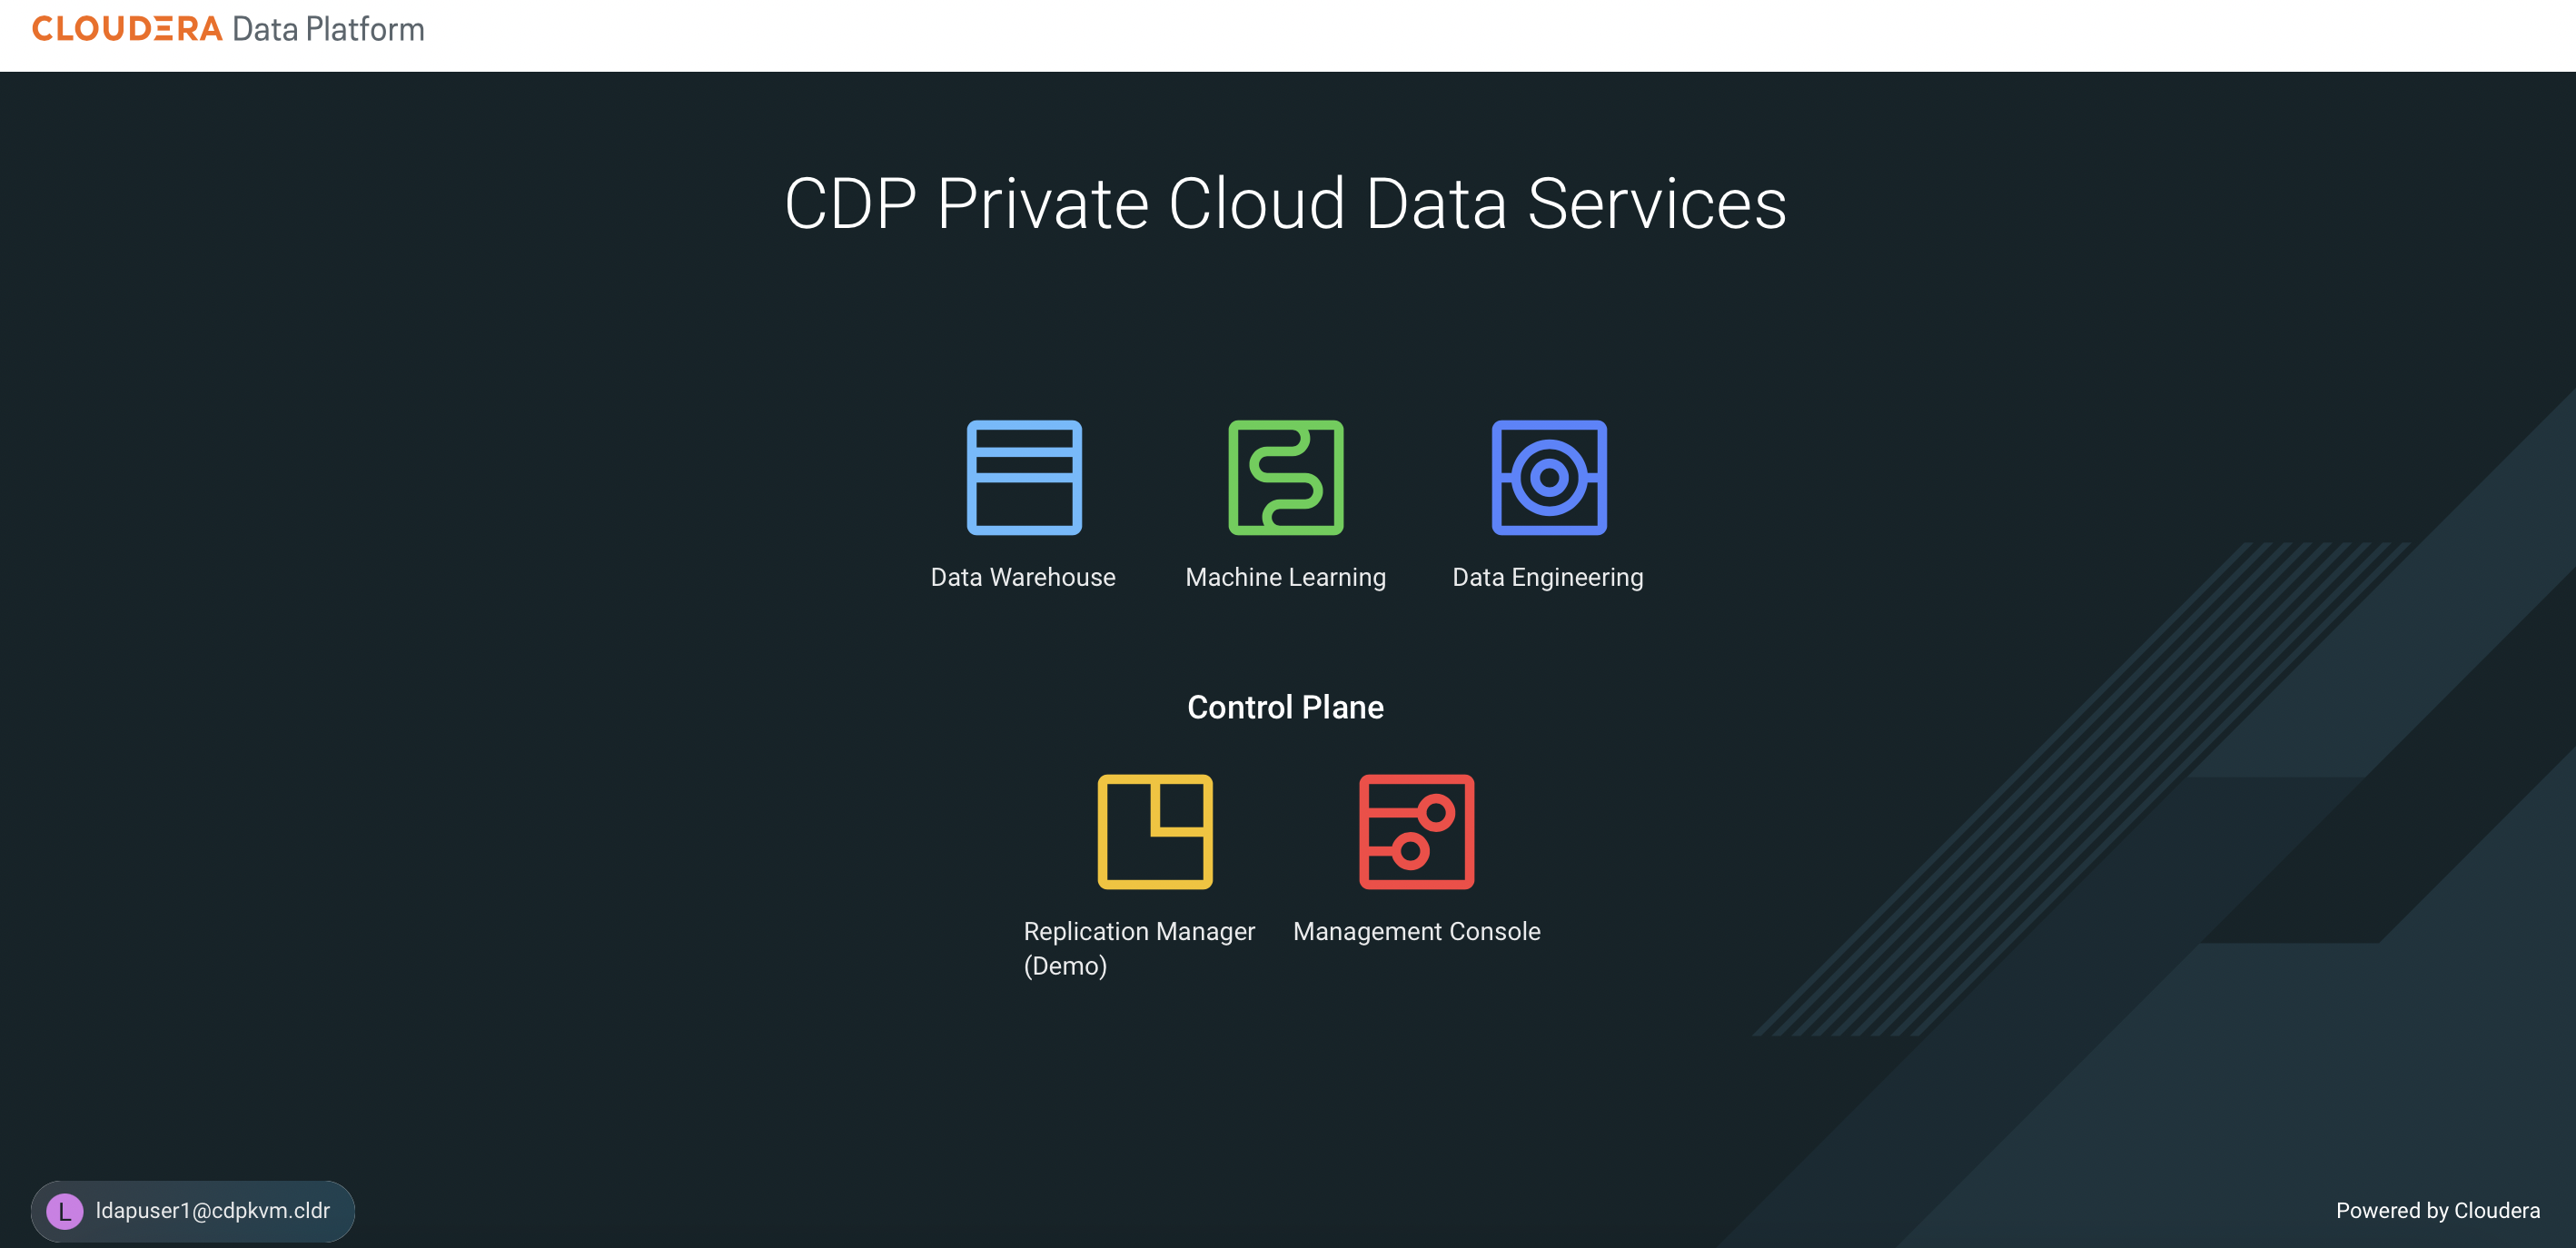 CLOUDERA Data Platform
CDP Private Cloud Data Services
Data Warehouse
Machine Learning
Data Engineering
Control Plane
Replication Manager
(Demo)
Management Console
L ldapuser1@cdpkvm.cldr
Powered by Cloudera